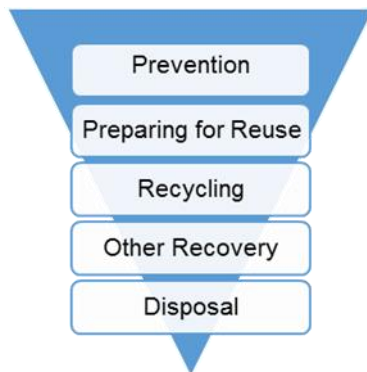 Prevention
Preparing for Reuse
Recycling
Other Recovery
Disposal